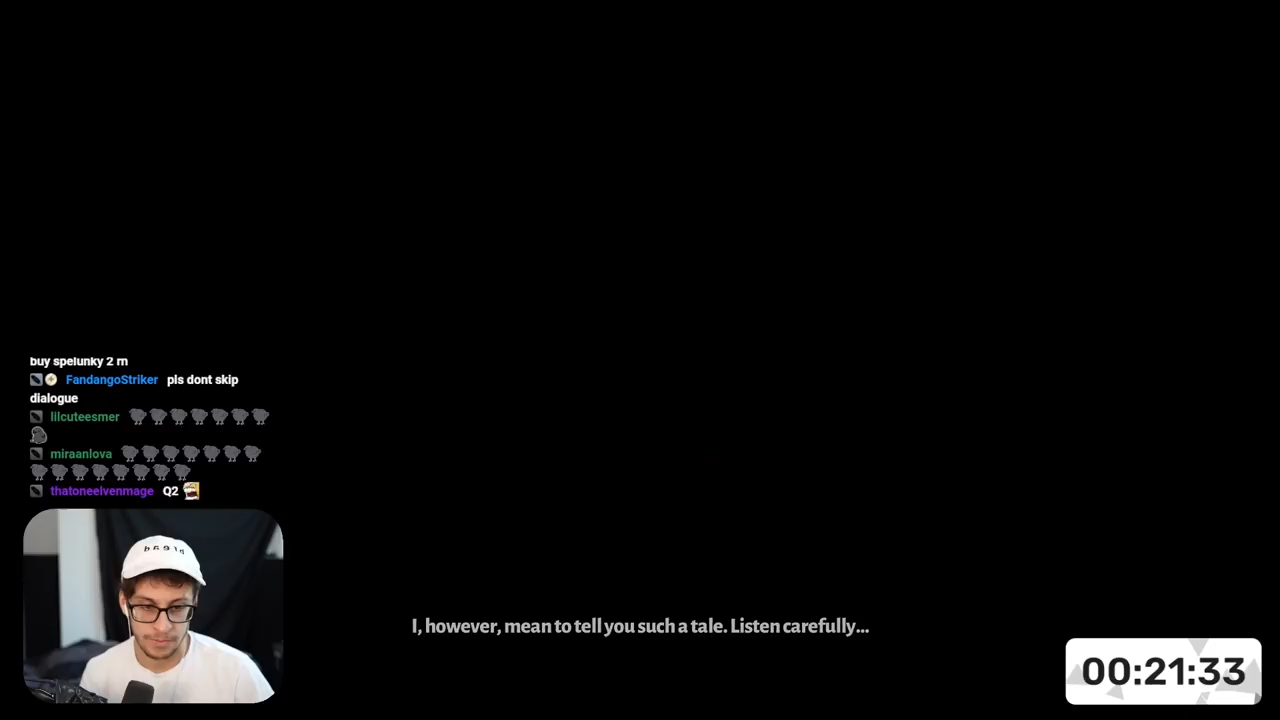 buy spelunky 2 rn
FandangoStriker pls dont skip
dialogue
lilcuteesmer
miraanlova
thatoneelvenmage Q2
I, however, mean to tell you such a tale. Listen carefully...
00:21:33